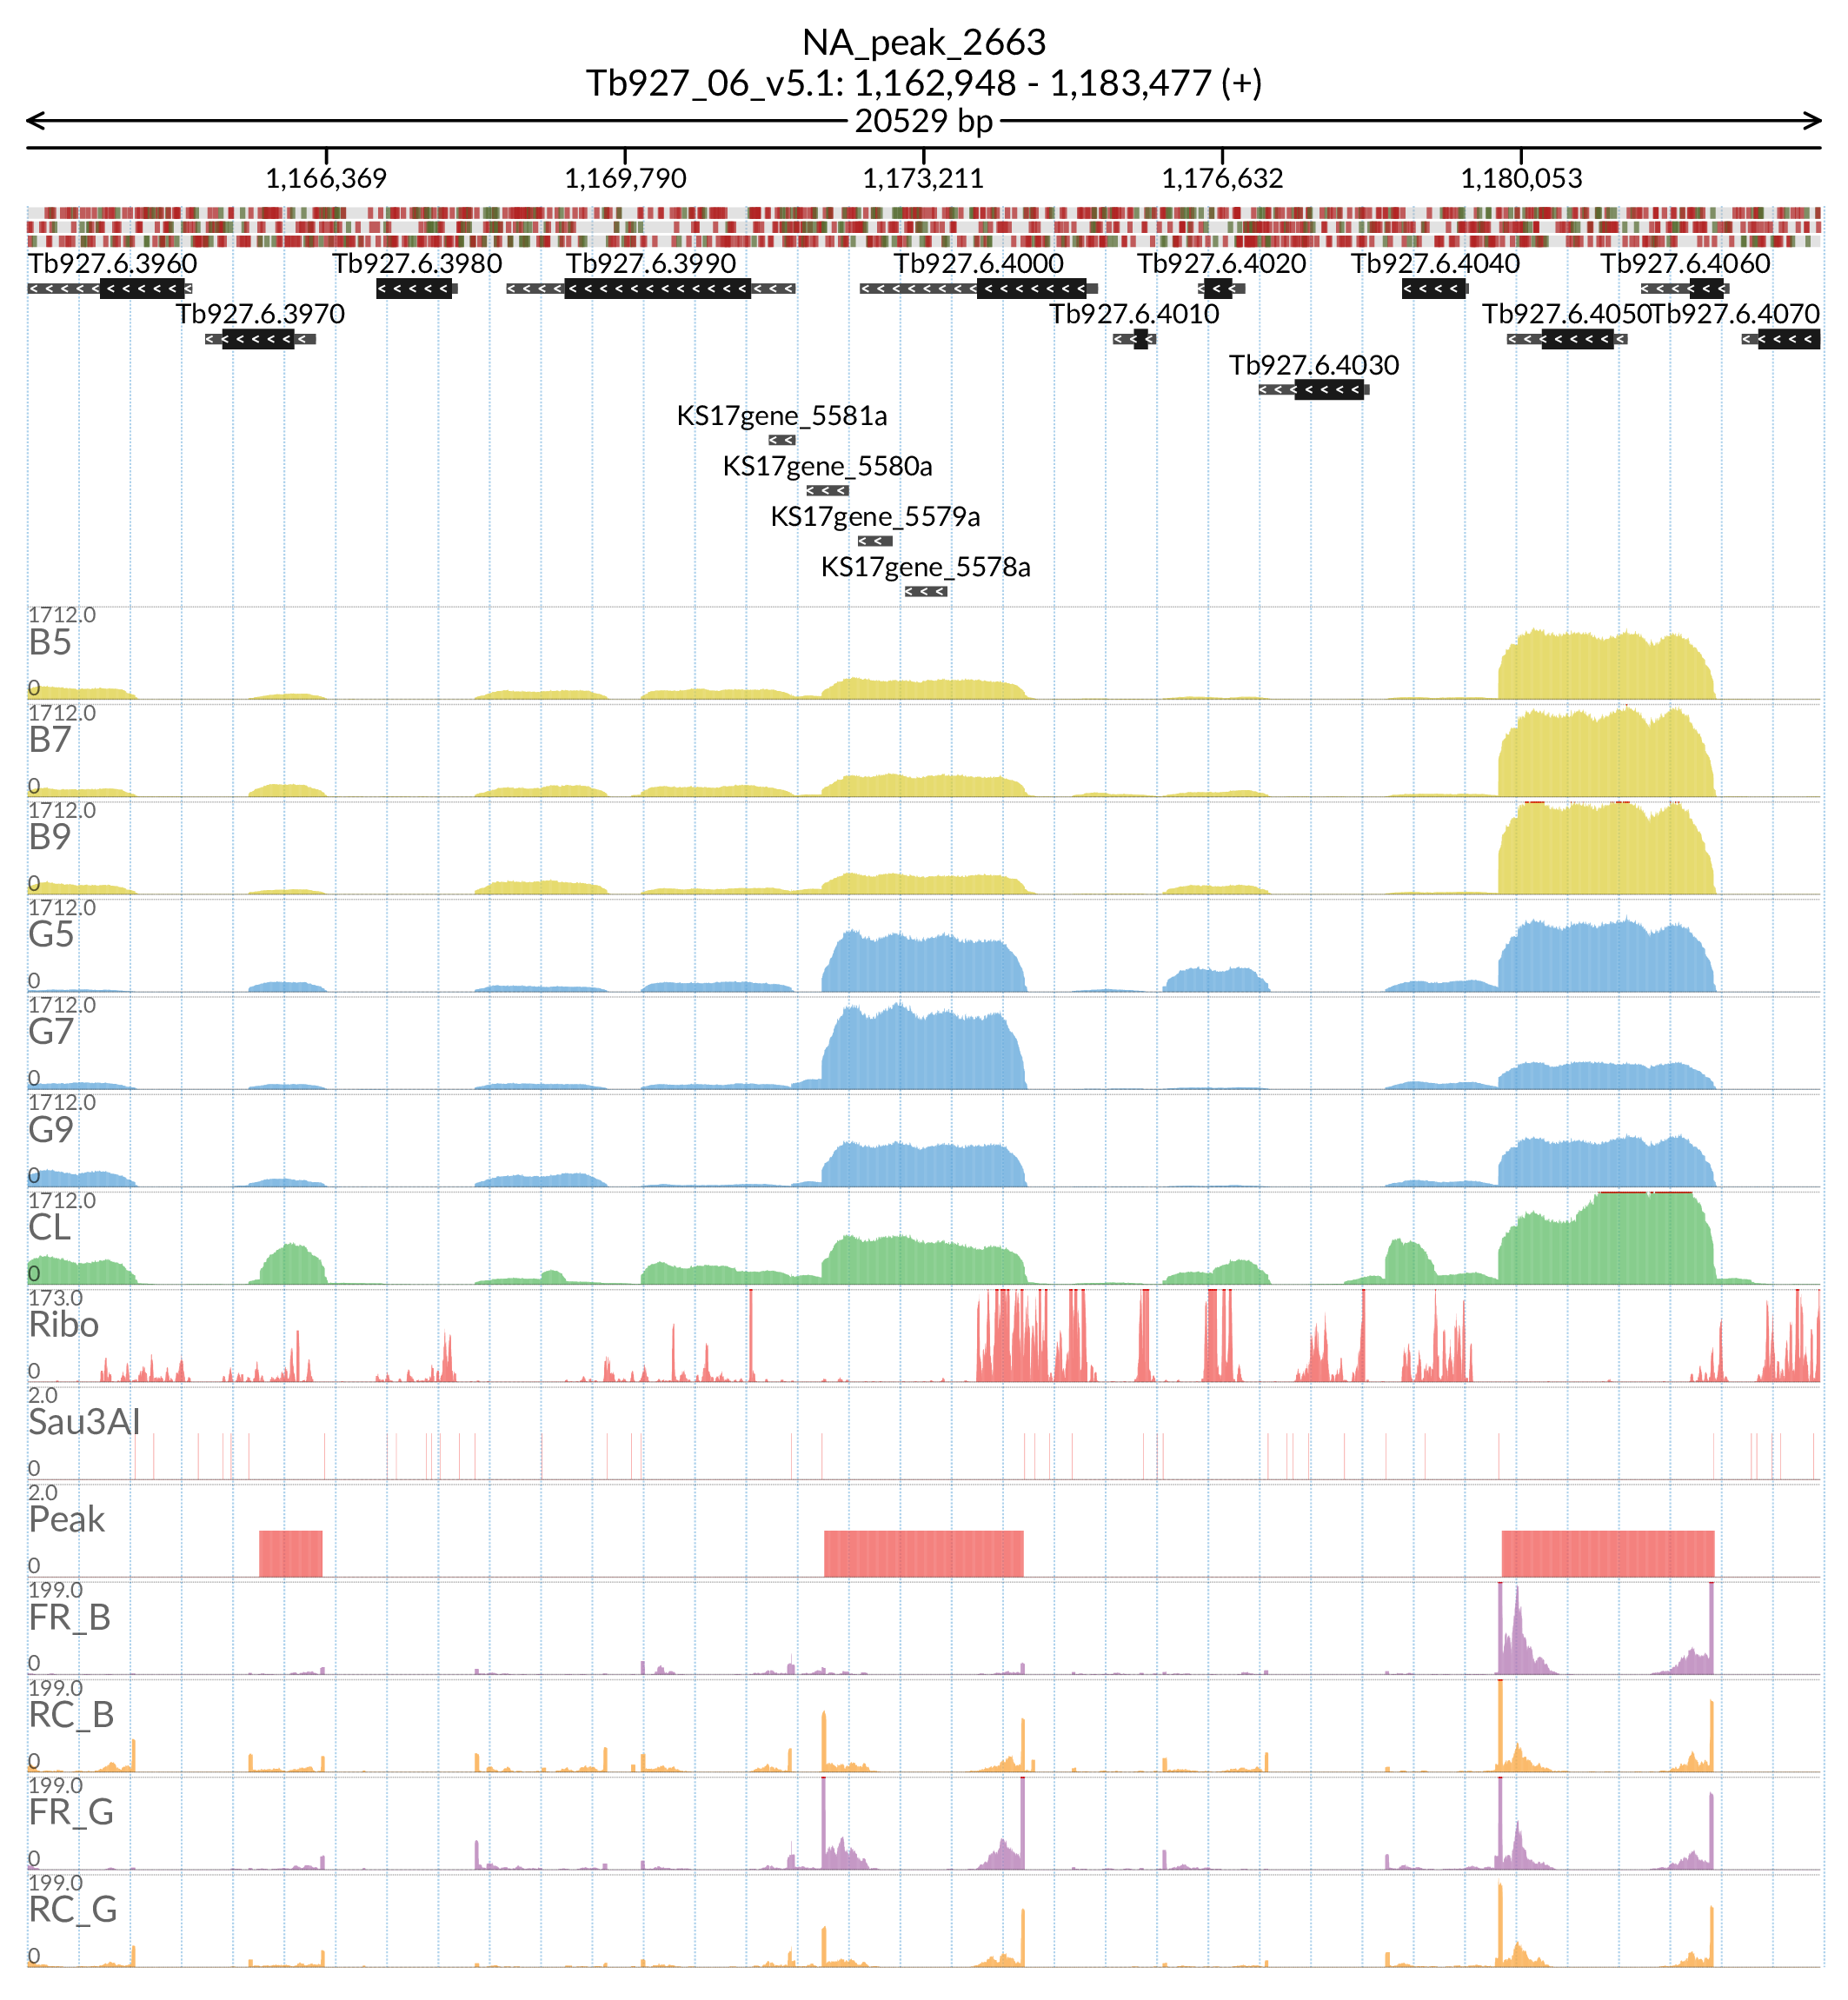 NA_peak_2663
Tb927_06_v5.1: 1,162,948 - 1,183,477 (+)
20529 bp
1,166,369 1,169,790 1,173,211 1,176,632 1,180,053
Tb927.6.3960 Tb927.6.3980 Tb927.6.3990 Tb927.6.4000 Tb927.6.4020 Tb927.6.4040 Tb927.6.4060
Tb927.6.3970 Tb927.6.4010 Tb927.6.4050 Tb927.6.4070
Tb927.6.4030
KS17gene_5581a
KS17gene_5580a
KS17gene_5579a
KS17gene_5578a
1712.0
B5
0
1712.0
B7
0
1712.0
B9
0
1712.0
G5
0
1712.0
G7
0
1712.0
G9
0
1712.0
CL
0
173.0
Ribo
0
2.0
Sau3AI
0
2.0
Peak
0
199.0
FR_B
0
199.0
RC_B
0
199.0
FR_G
0
199.0
RC_G
0